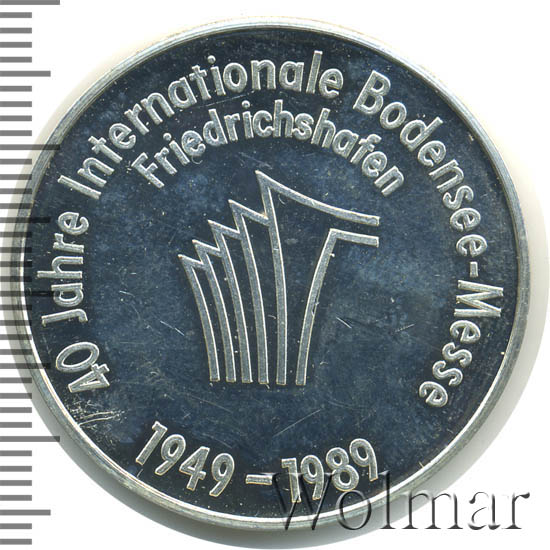 40 Jahre Internationale Bodensee-Messe
Friedrichshafen
1949-1989
Wolmar